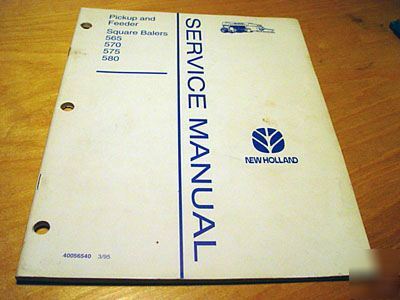 Pickup and
Feeder
Square Balers
565
570
575
580
SERVICE MANUAL
NEW HOLLAND
40056540 3/95